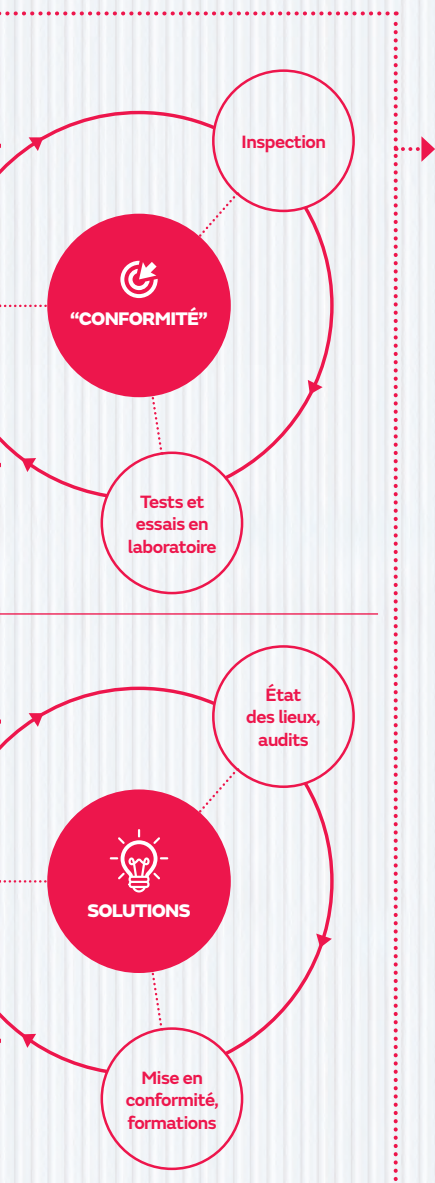 Inspection
“CONFORMITÉ”
Tests et
essais en
laboratoire
État
des lieux,
audits
SOLUTIONS
Mise en
conformité,
formations